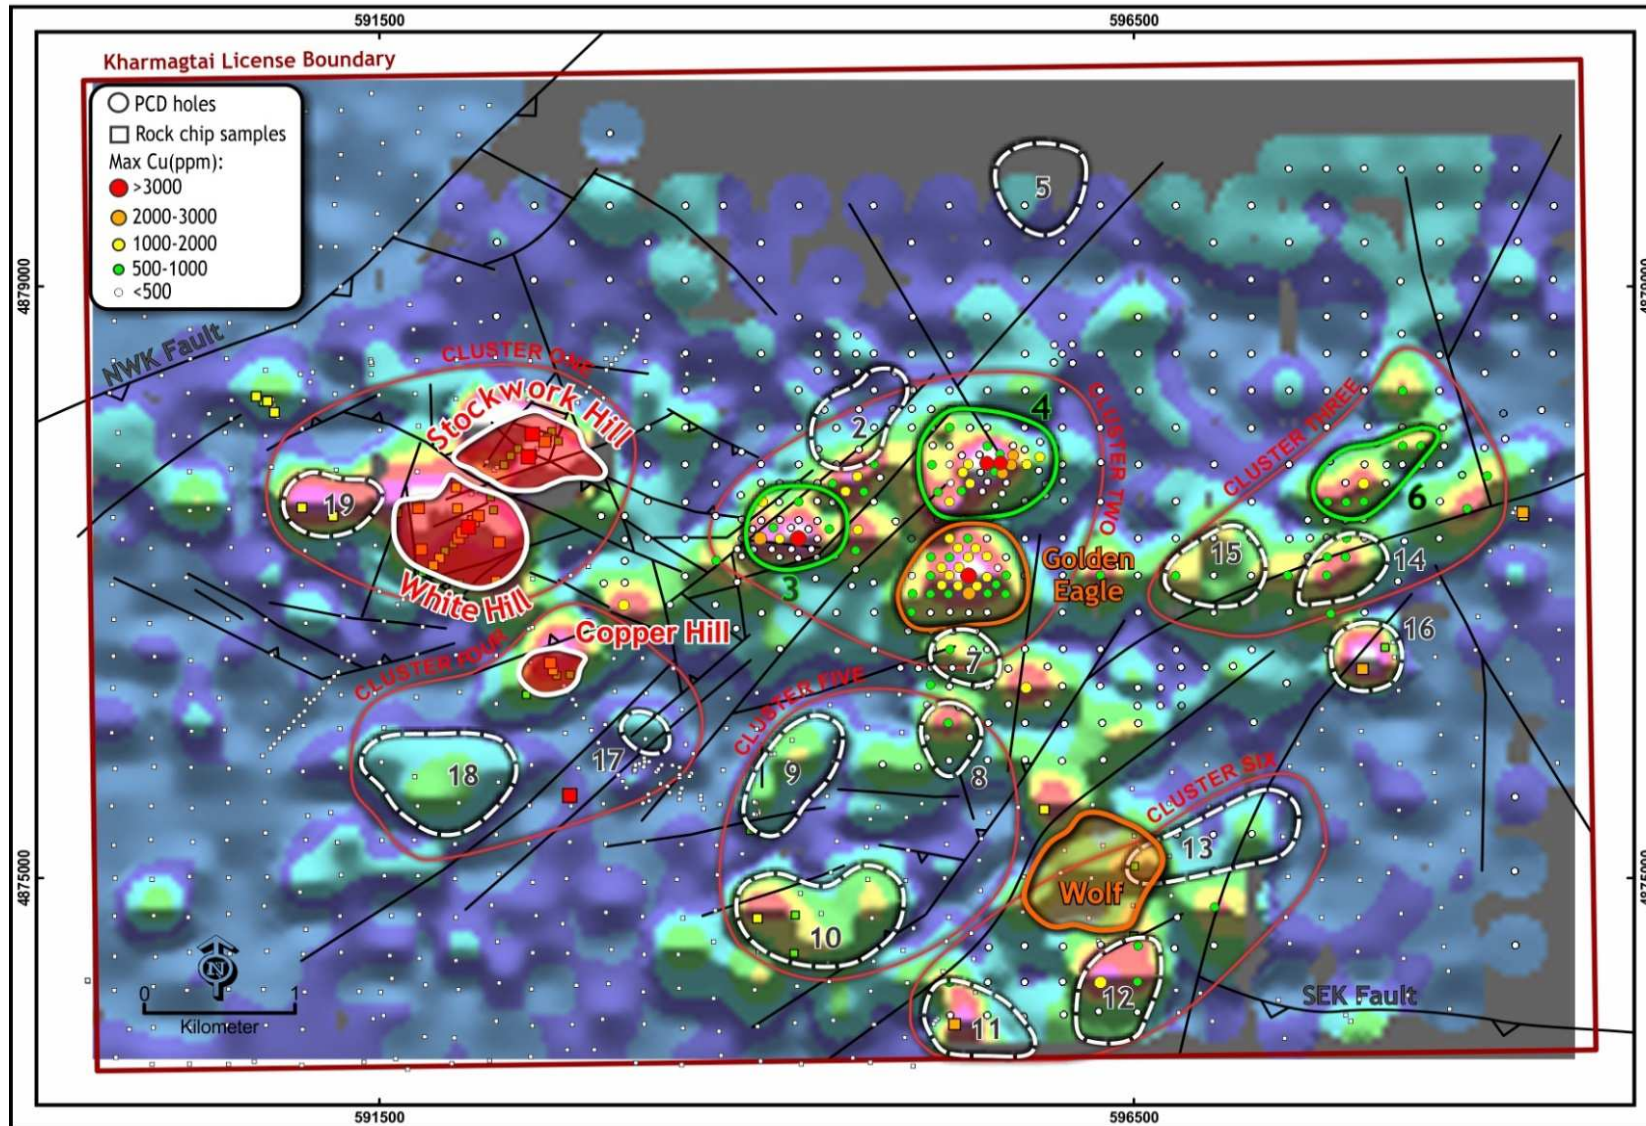 591500
596500
Kharmagtai License Boundary
PCD holes
Rock chip samples
Max Cu(ppm):
>3000
2000-3000
1000-2000
500-1000
<500
4879000
4879000
NWK Fault
CLUSTER ONE
Stockwork Hill
White Hill
19
CLUSTER TWO
2
3
4
5
Golden
Eagle
7
CLUSTER THREE
6
15
14
16
CLUSTER FOUR
Copper Hill
18
17
CLUSTER FIVE
9
8
10
CLUSTER SIX
13
Wolf
12
11
4875000
4875000
N
0 1
Kilometer
SEK Fault
591500
596500